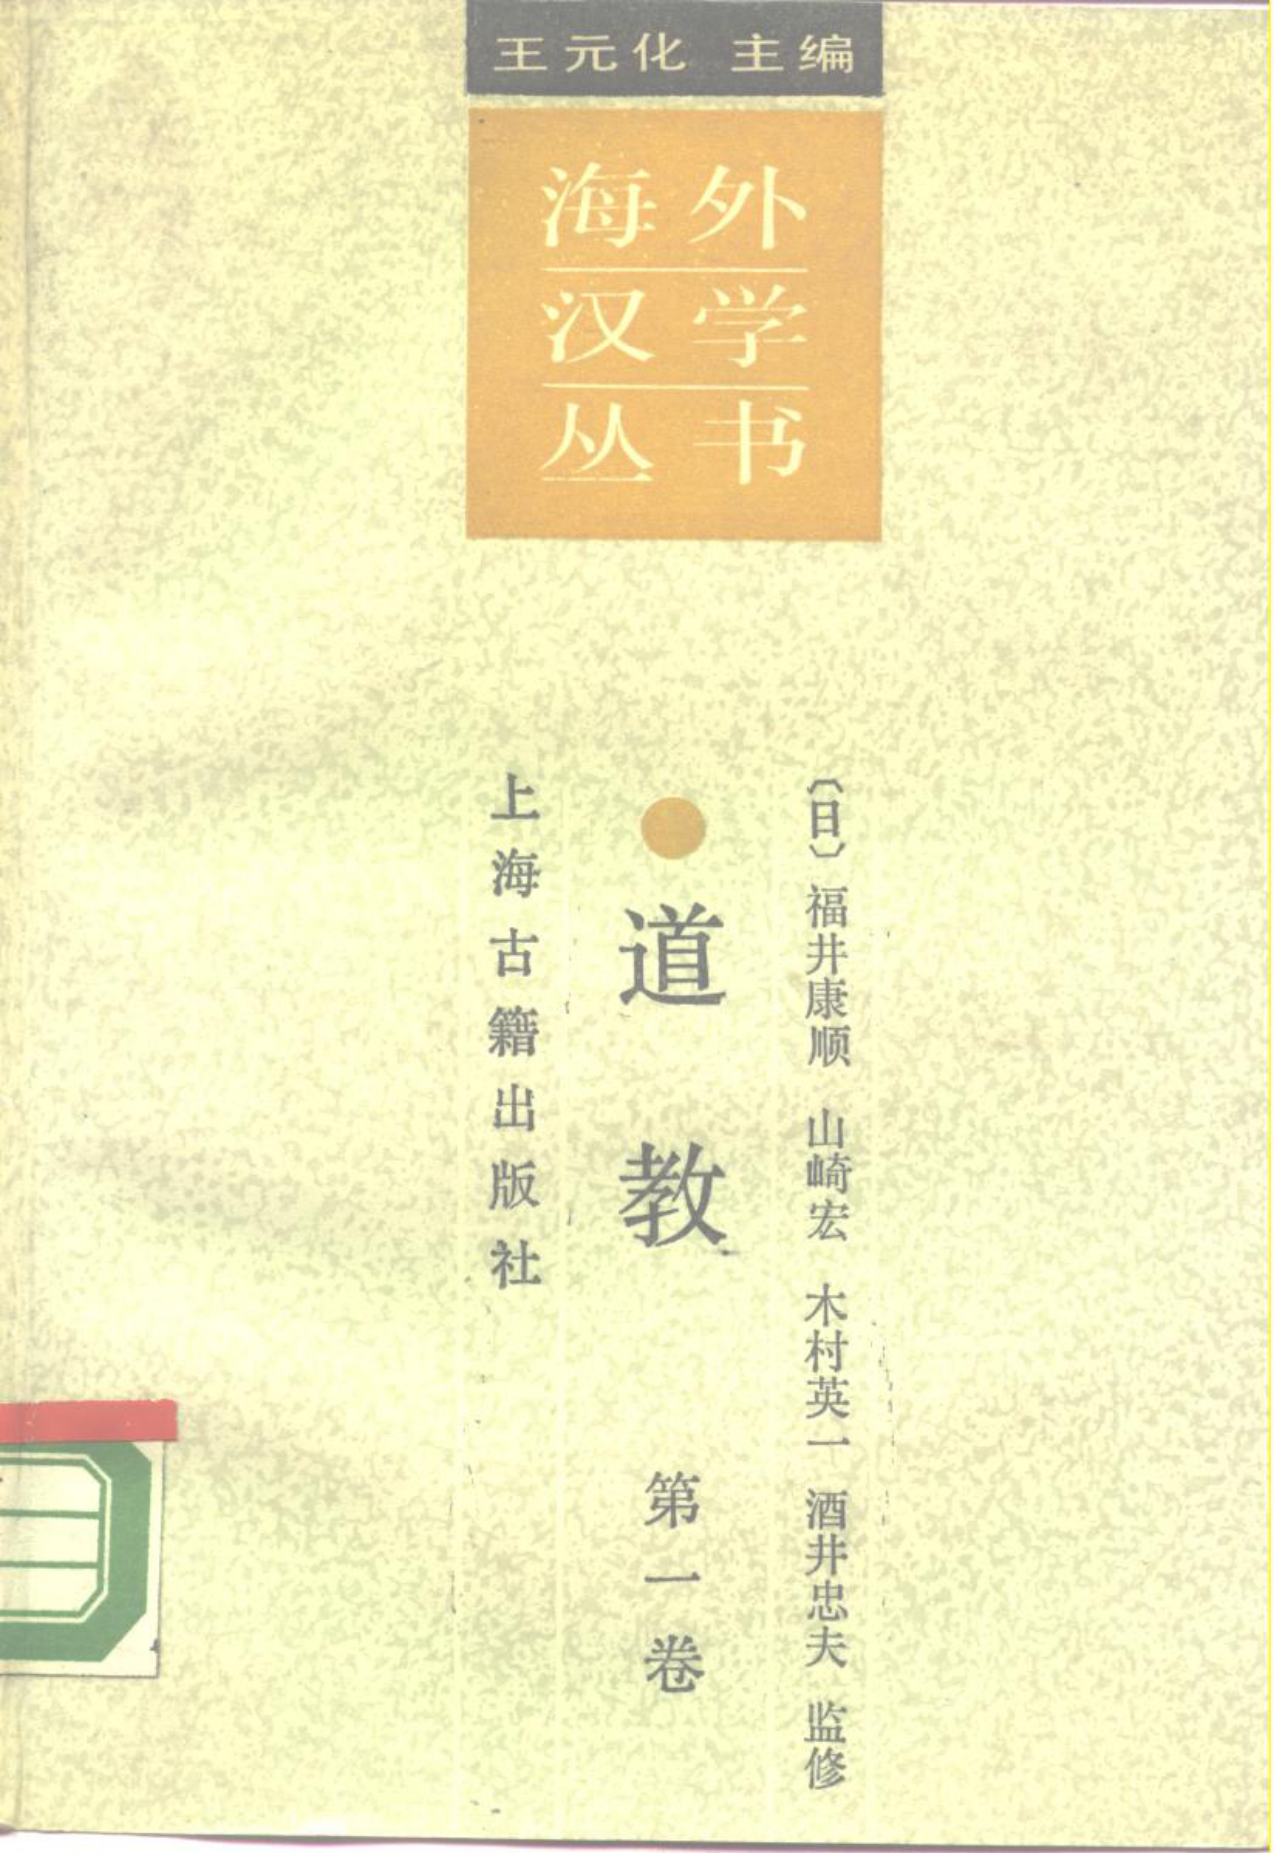 王元化 主编
海外
汉学
丛书
〔日〕福井康顺 山崎宏 木村英一 酒井忠夫 监修
道教 第一卷
上海古籍出版社